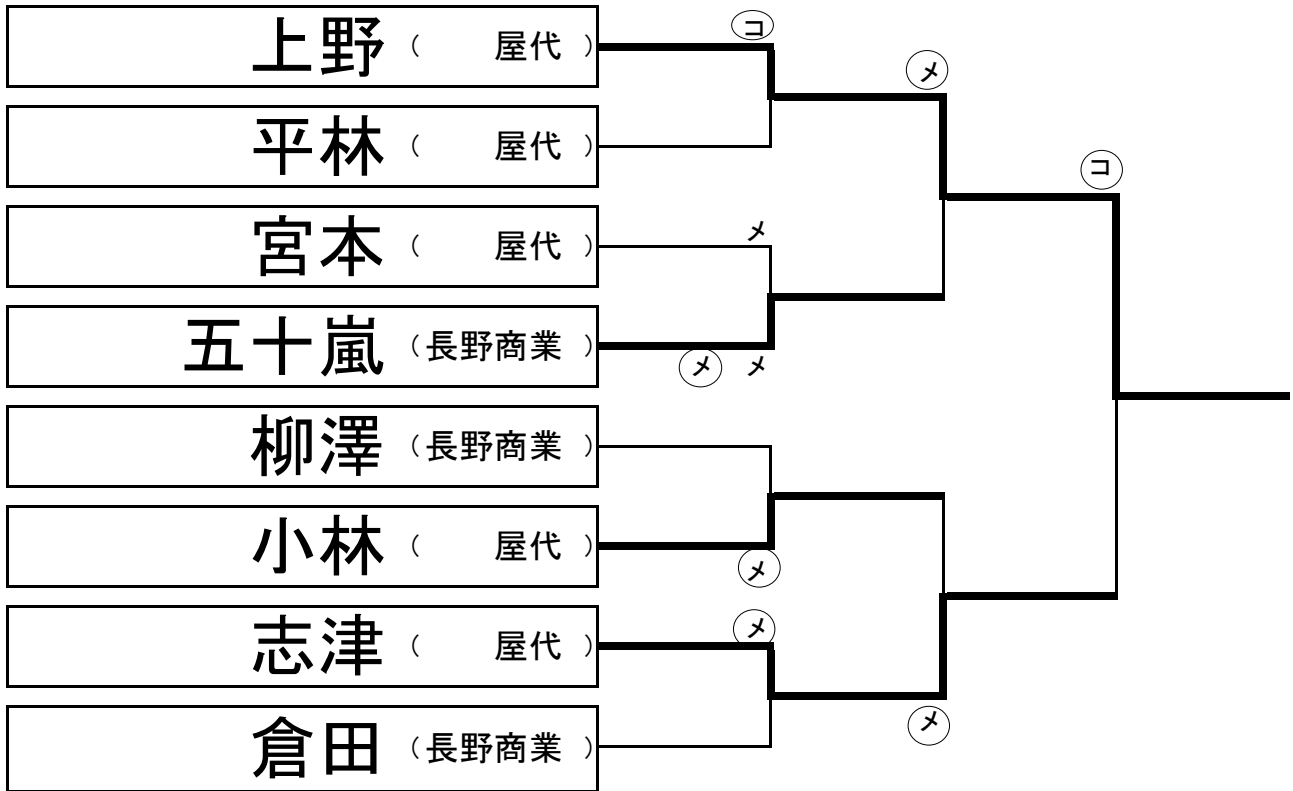 上野 ( 屋代 )
コ
メ
平林 ( 屋代 )
コ
宮本 ( 屋代 )
メ
五十嵐 (長野商業 )
メ メ
柳澤 (長野商業 )
小林 ( 屋代 )
メ
志津 ( 屋代 )
メ
倉田 (長野商業 )
メ